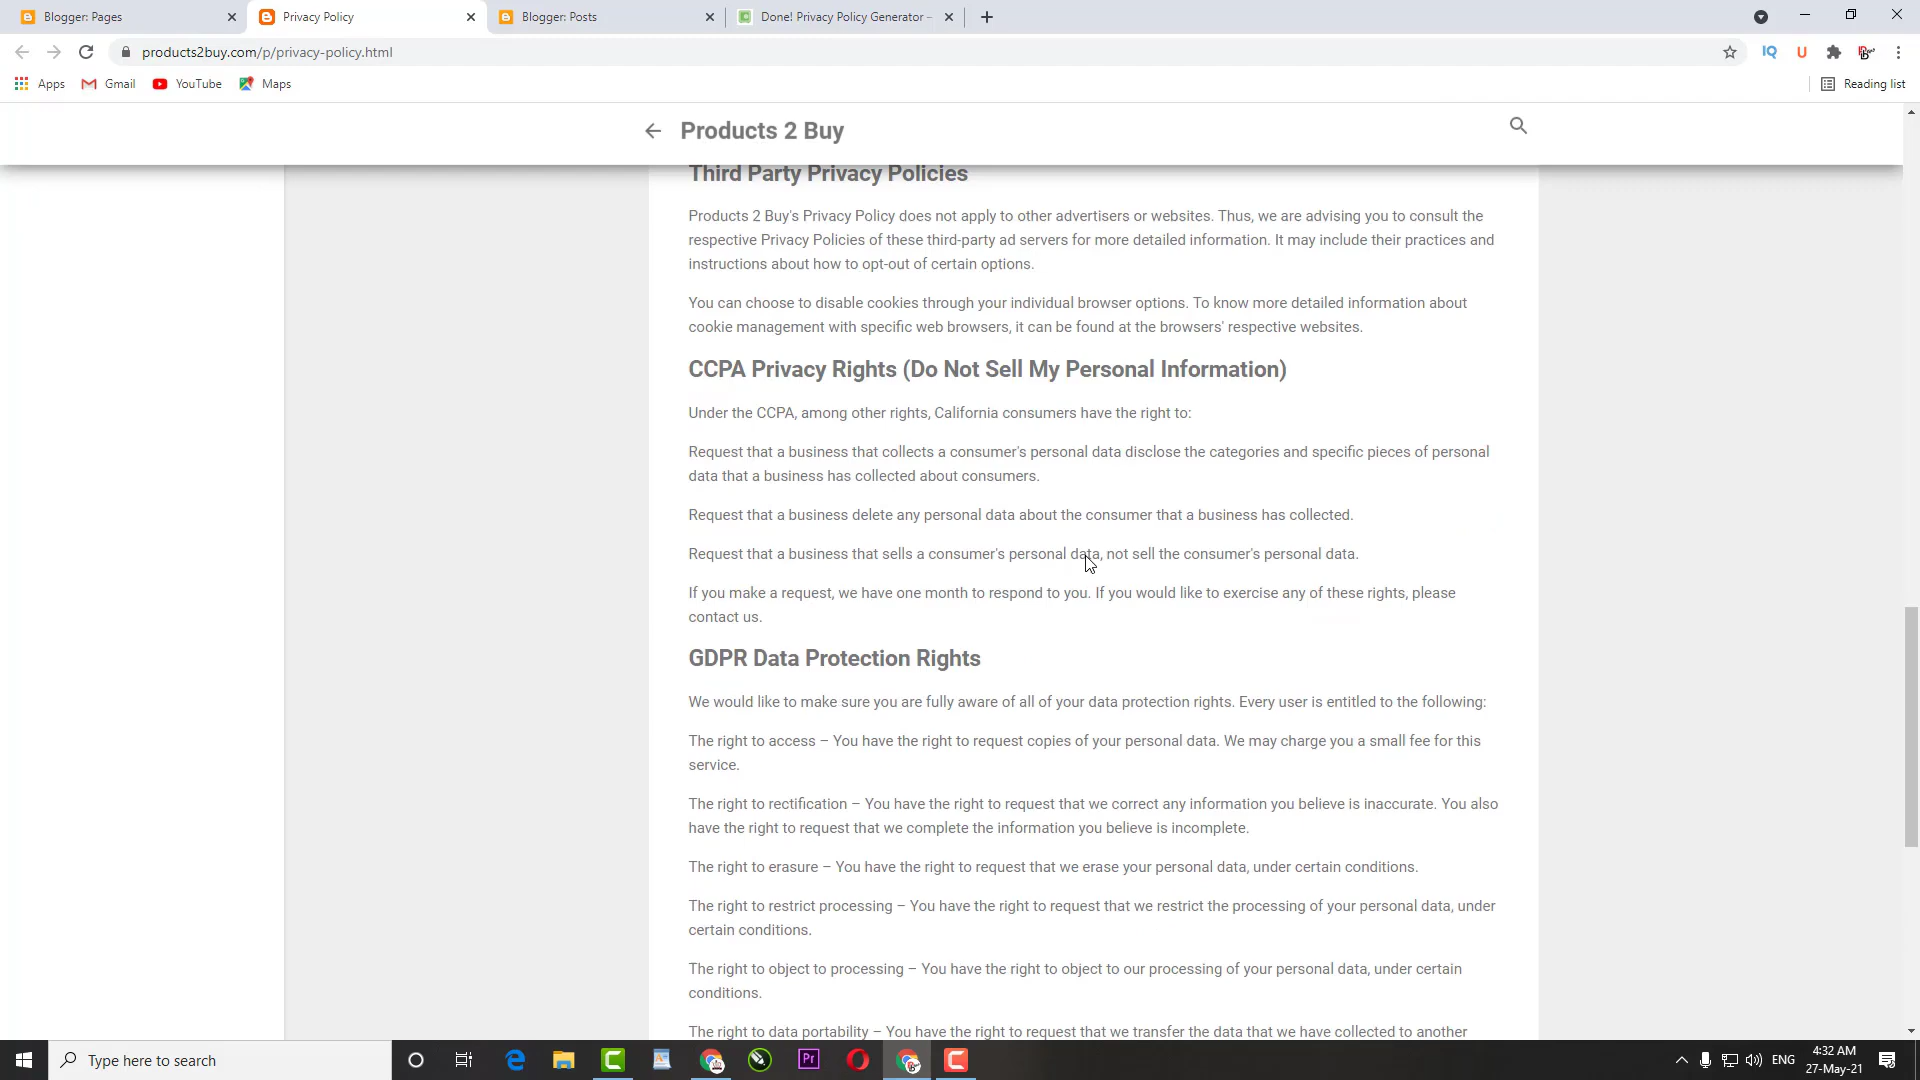 Blogger: Pages
Privacy Policy
Blogger: Posts
Done! Privacy Policy Generator -
products2buy.com/p/privacy-policy.html
IQ
U
Apps
Gmail
YouTube
Maps
Reading list
Products 2 Buy
Third Party Privacy Policies
Products 2 Buy's Privacy Policy does not apply to other advertisers or websites. Thus, we are advising you to consult the
respective Privacy Policies of these third-party ad servers for more detailed information. It may include their practices and
instructions about how to opt-out of certain options.
You can choose to disable cookies through your individual browser options. To know more detailed information about
cookie management with specific web browsers, it can be found at the browsers' respective websites.
CCPA Privacy Rights (Do Not Sell My Personal Information)
Under the CCPA, among other rights, California consumers have the right to:
Request that a business that collects a consumer's personal data disclose the categories and specific pieces of personal
data that a business has collected about consumers.
Request that a business delete any personal data about the consumer that a business has collected.
Request that a business that sells a consumer's personal data, not sell the consumer's personal data.
If you make a request, we have one month to respond to you. If you would like to exercise any of these rights, please
contact us.
GDPR Data Protection Rights
We would like to make sure you are fully aware of all of your data protection rights. Every user is entitled to the following:
The right to access – You have the right to request copies of your personal data. We may charge you a small fee for this
service.
The right to rectification – You have the right to request that we correct any information you believe is inaccurate. You also
have the right to request that we complete the information you believe is incomplete.
The right to erasure – You have the right to request that we erase your personal data, under certain conditions.
The right to restrict processing – You have the right to request that we restrict the processing of your personal data, under
certain conditions.
The right to object to processing – You have the right to object to our processing of your personal data, under certain
conditions.
The right to data portability – You have the right to request that we transfer the data that we have collected to another
Type here to search
Pr
ENG
4:32 AM
27-May-21